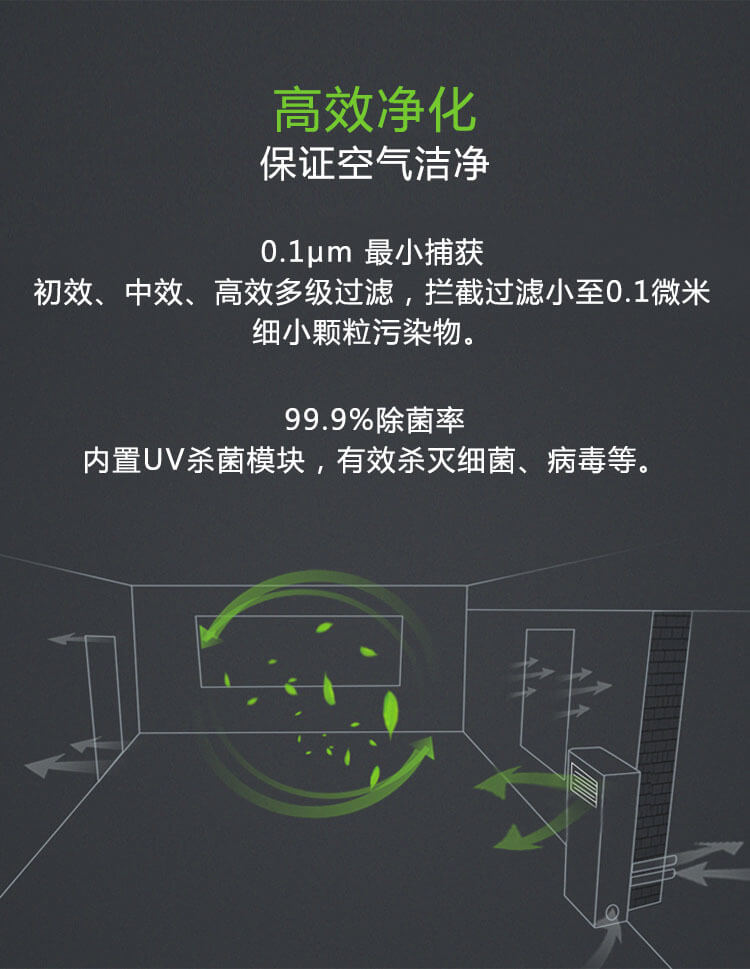 高效净化
保证空气洁净
0.1μm 最小捕获
初效、中效、高效多级过滤，拦截过滤小至0.1微米
细小颗粒污染物。
99.9%除菌率
内置UV杀菌模块，有效杀灭细菌、病毒等。